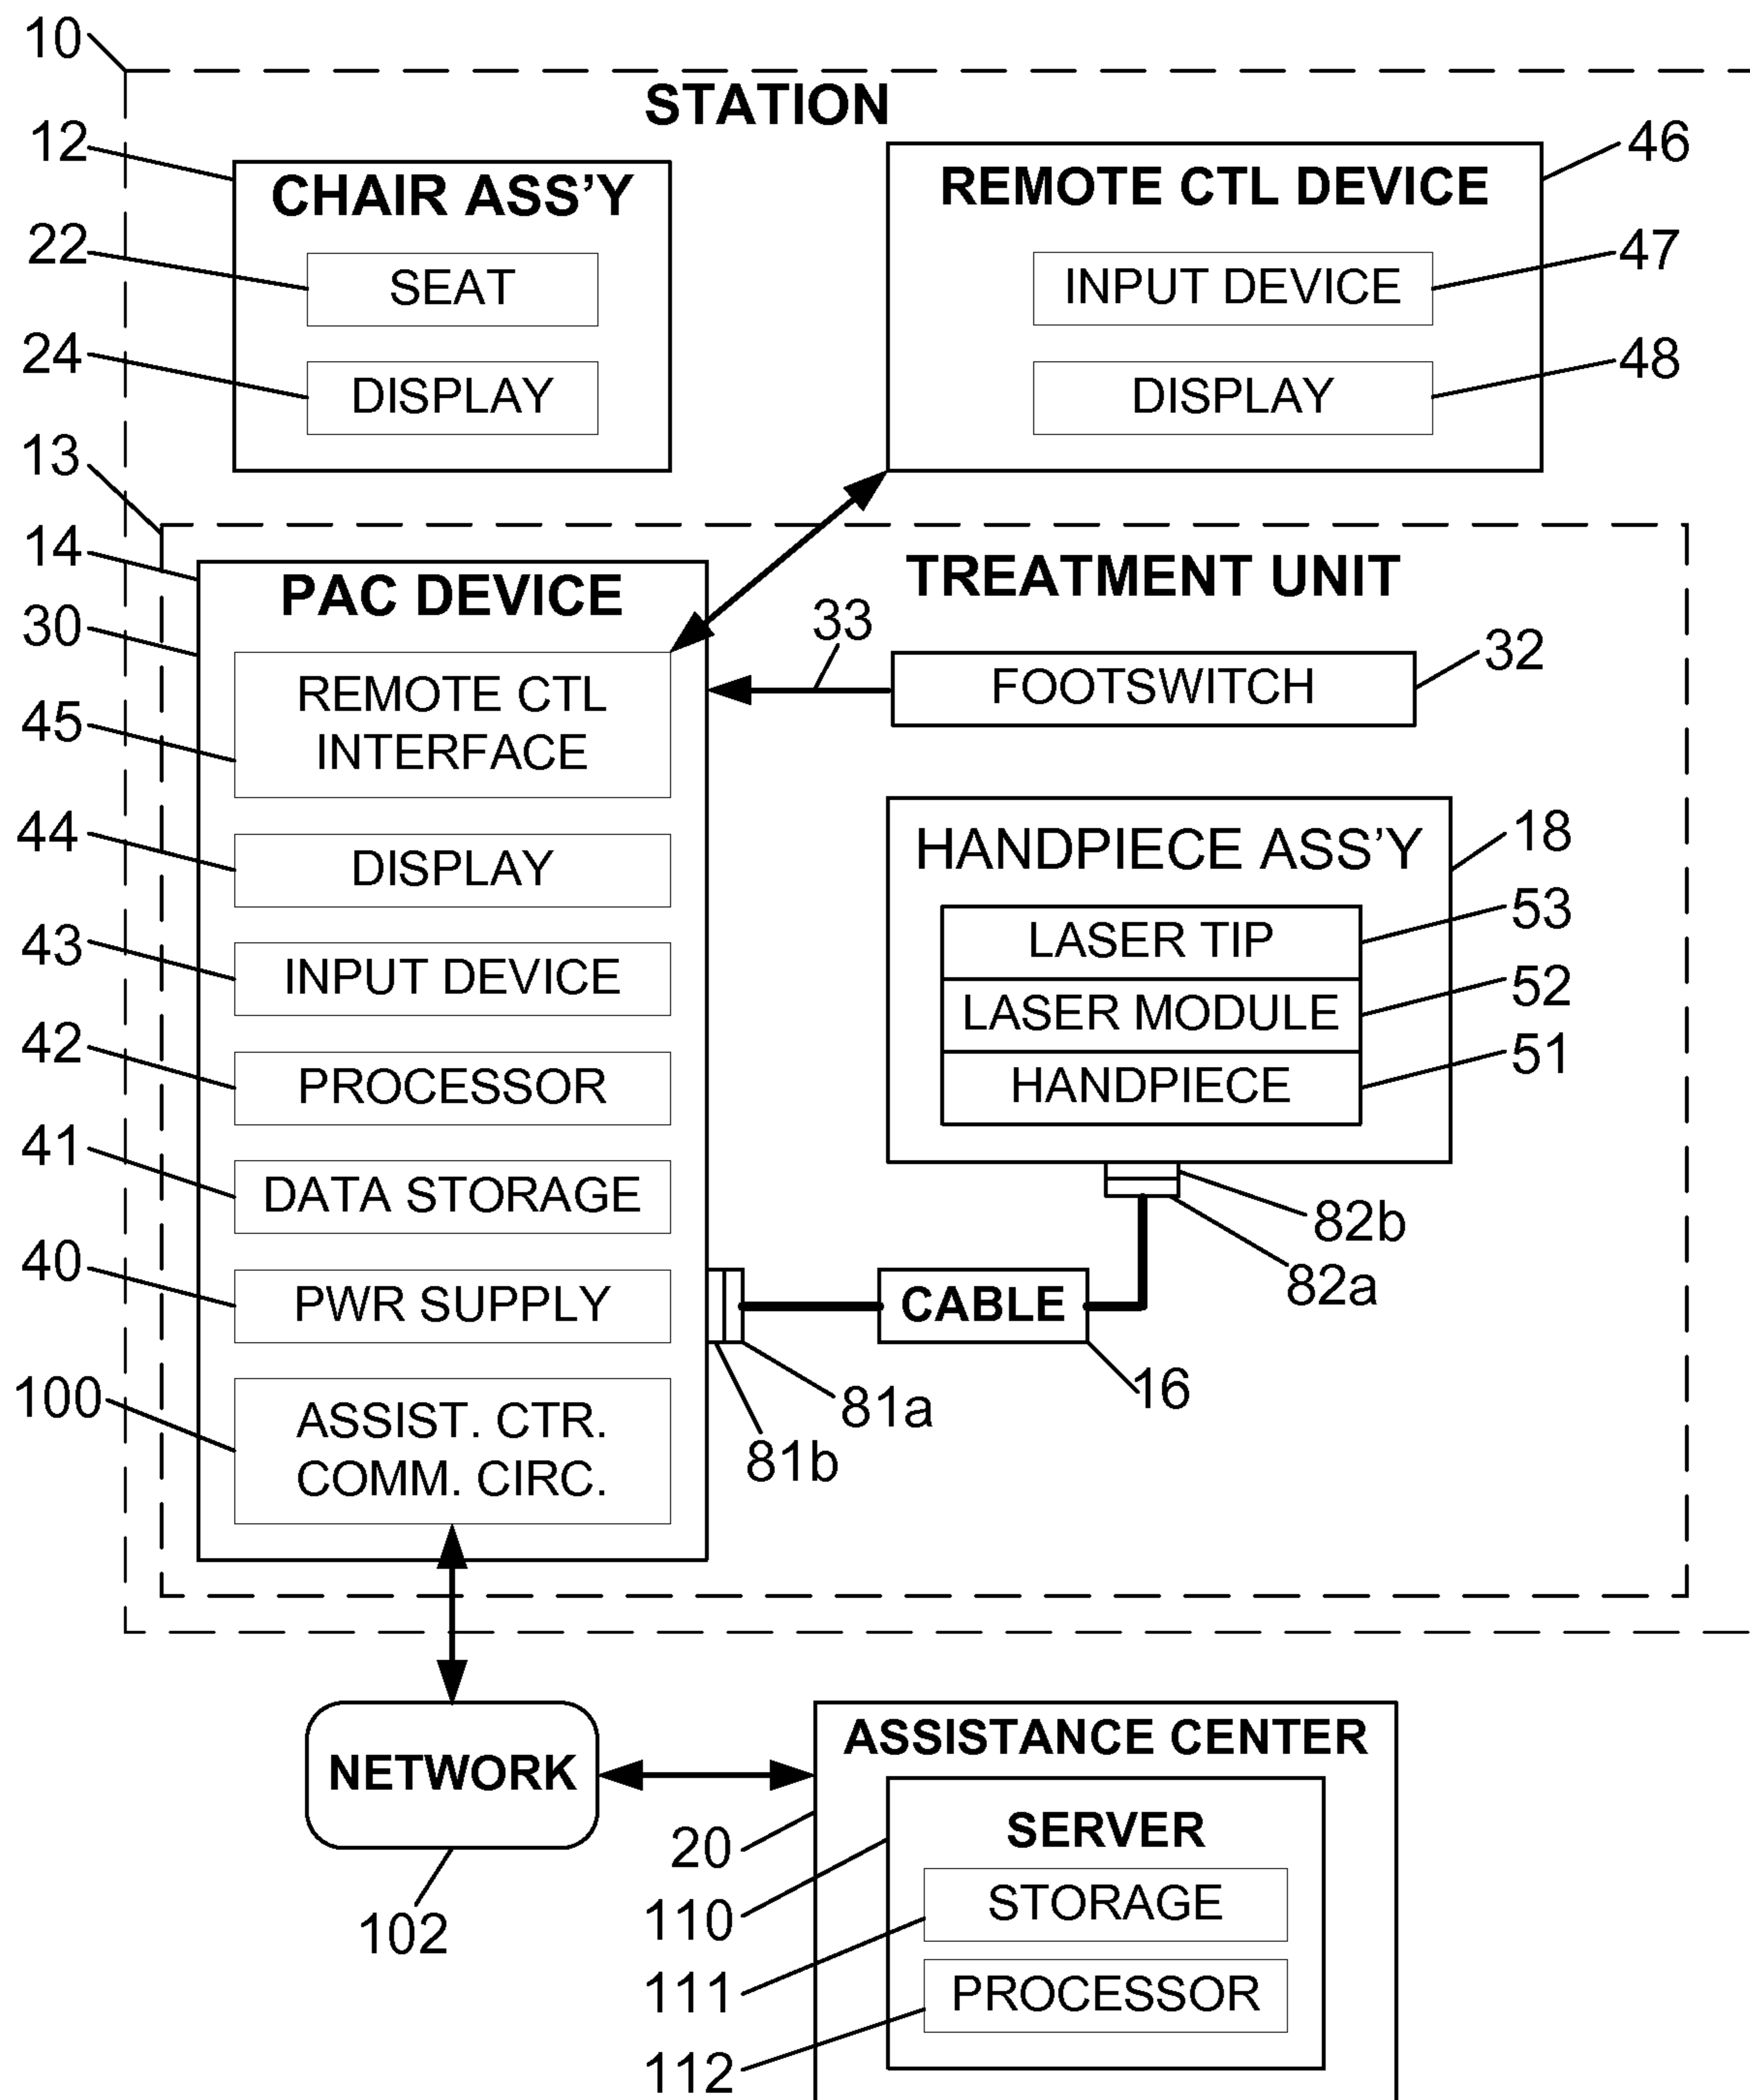 10
STATION
12
CHAIR ASS'Y
22
SEAT
24
DISPLAY
REMOTE CTL DEVICE
46
INPUT DEVICE
47
DISPLAY
48
13
14
PAC DEVICE
30
REMOTE CTL
INTERFACE
45
44
DISPLAY
43
INPUT DEVICE
42
PROCESSOR
41
DATA STORAGE
40
PWR SUPPLY
100
ASSIST. CTR.
COMM. CIRC.
TREATMENT UNIT
33
FOOTSWITCH
32
HANDPIECE ASS'Y
18
LASER TIP
53
LASER MODULE
52
HANDPIECE
51
82b
82a
CABLE
16
81a
81b
NETWORK
102
ASSISTANCE CENTER
20
SERVER
110
STORAGE
111
PROCESSOR
112